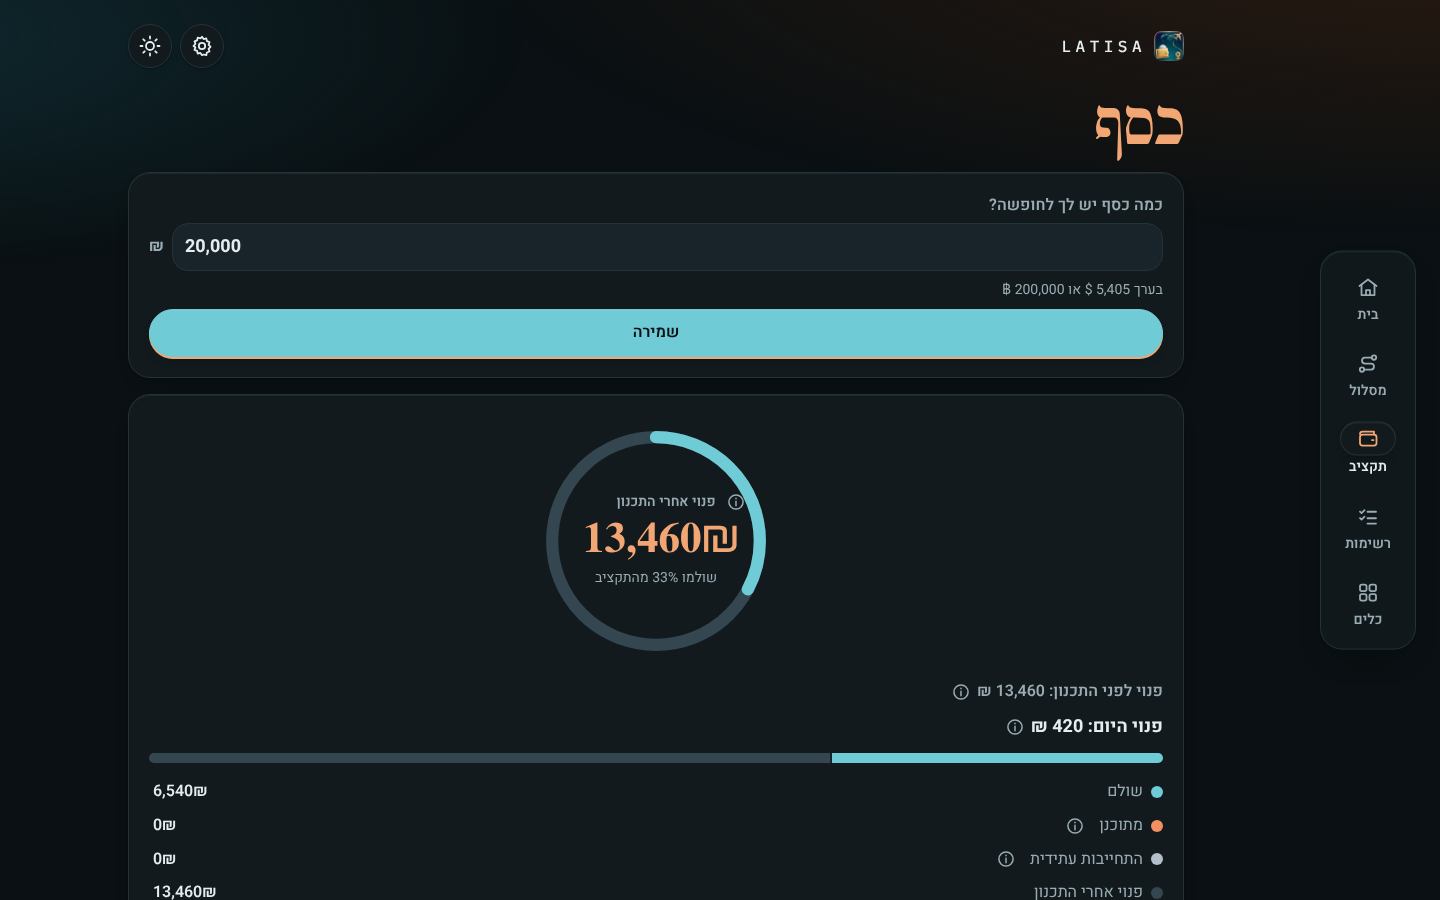 LATISA
כסף
כמה כסף יש לך לחופשה?
20,000 ₪
בערך 5,405 $ או 200,000 ฿
שמירה
פנוי אחרי התכנון
₪13,460
שולמו 33% מהתקציב
פנוי לפני התכנון: 13,460 ₪
פנוי היום: 420 ₪
שולם ₪6,540
מתוכנן ₪0
התחייבות עתידית ₪0
פנוי אחרי התכנון ₪13,460
בית
מסלול
תקציב
רשימות
כלים